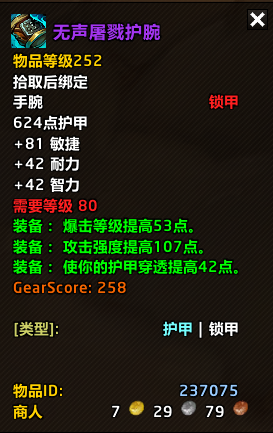 无声屠戮护腕
物品等级252
拾取后绑定
手腕 锁甲
624点护甲
+81 敏捷
+42 耐力
+42 智力
需要等级 80
装备： 爆击等级提高53点。
装备： 攻击强度提高107点。
装备： 使你的护甲穿透提高42点。
GearScore: 258
[类型]: 护甲 | 锁甲
物品ID: 237075
商人 7 29 79